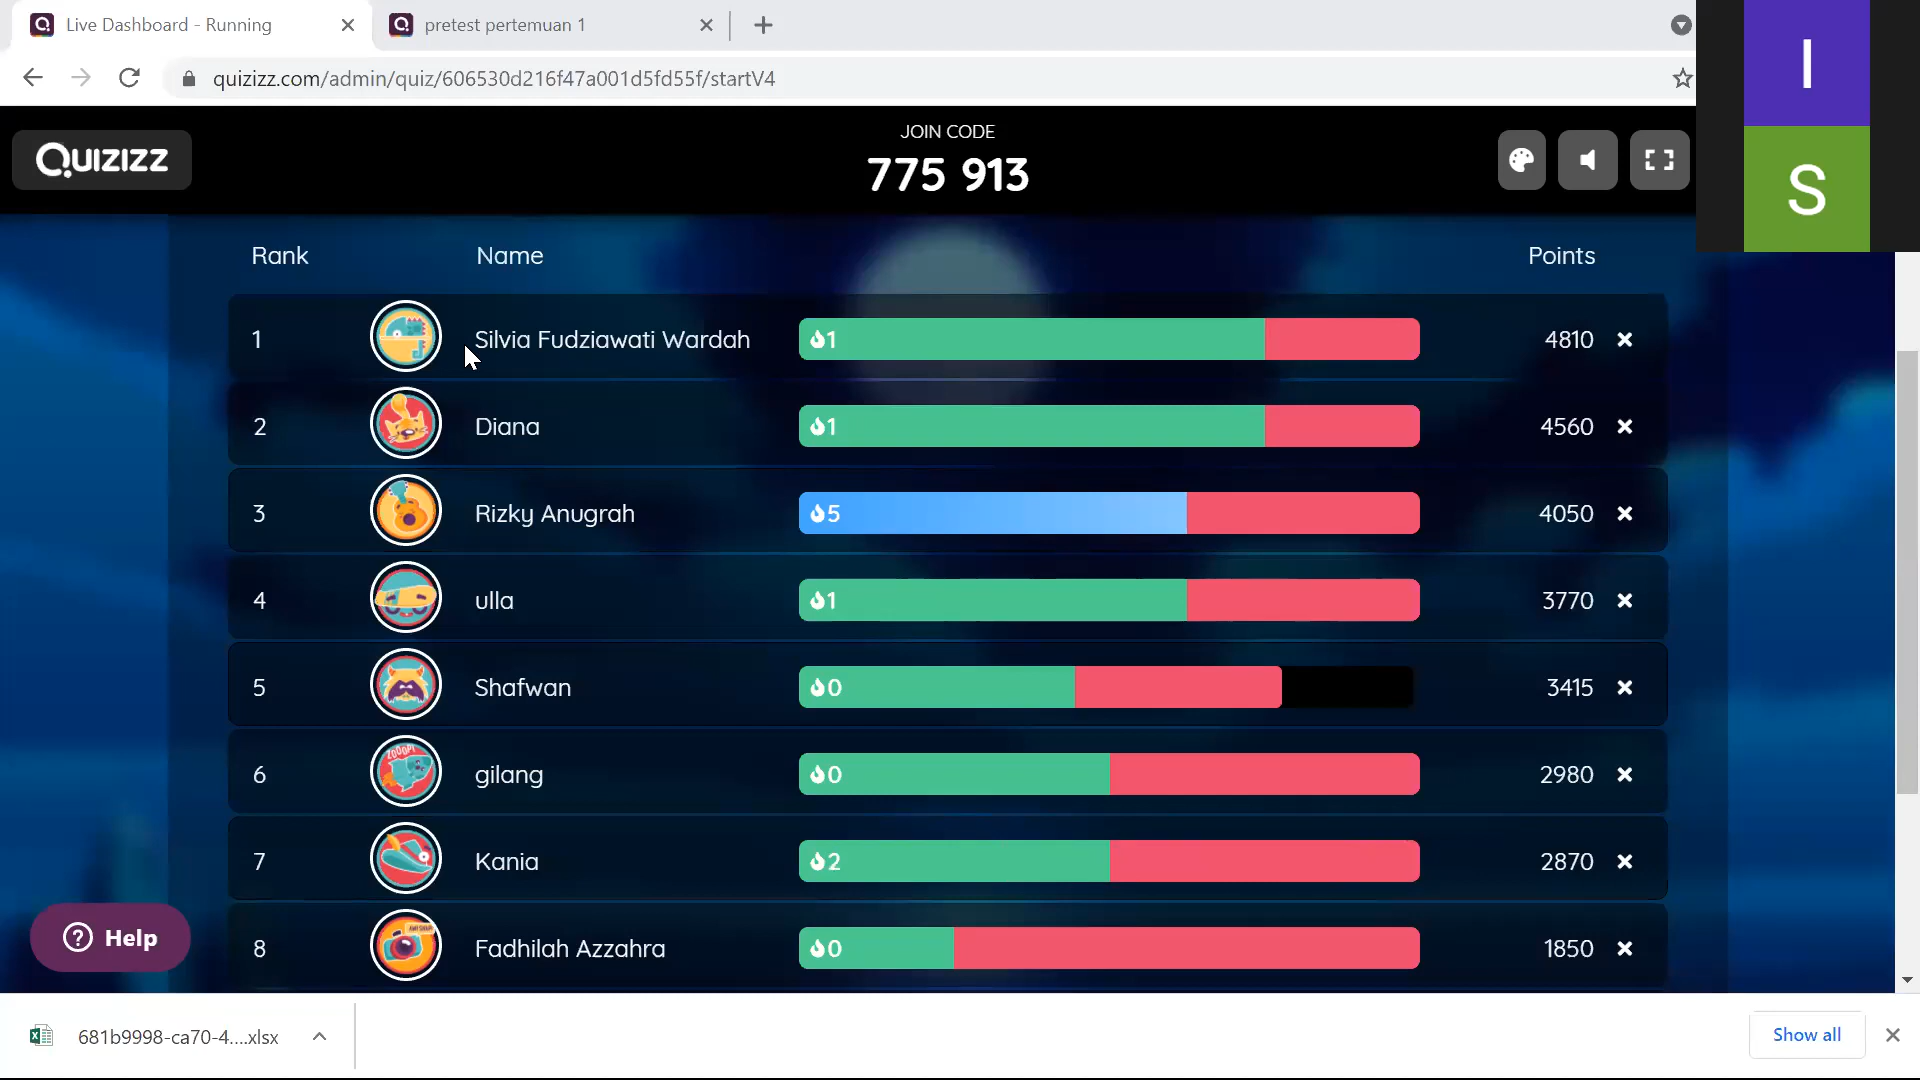 Live Dashboard - Running
pretest pertemuan 1
quizizz.com/admin/quiz/606530d216f47a001d5fd55f/startV4
I
S
Quizizz
JOIN CODE
775 913
Rank Name Points
1 Silvia Fudziawati Wardah 1 4810
2 Diana 1 4560
3 Rizky Anugrah 5 4050
4 ulla 1 3770
5 Shafwan 0 3415
6 gilang 0 2980
7 Kania 2 2870
8 Fadhilah Azzahra 0 1850
ZOOOP!
Help
681b9998-ca70-4....xlsx
Show all